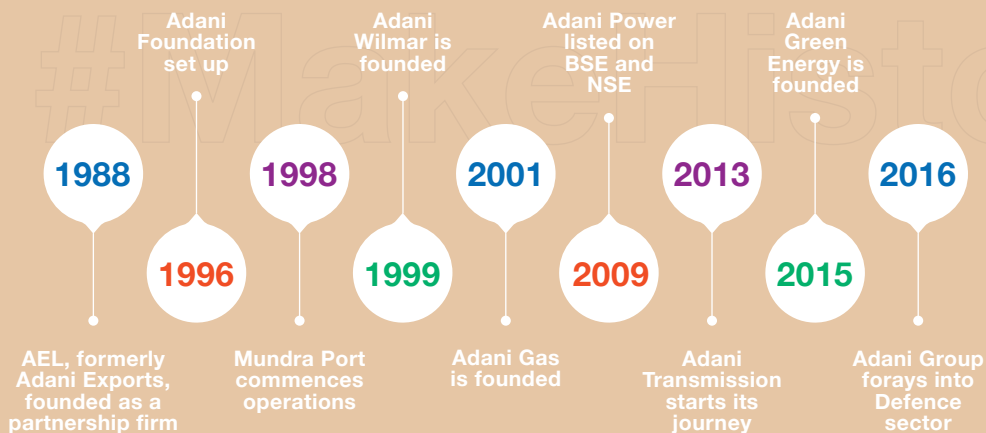 #MakeHisto
Adani
Foundation
set up
Adani
Wilmar is
founded
Adani Power
listed on
BSE and
NSE
Adani
Green
Energy is
founded
1988
1998
2001
2013
2016
1996
1999
2009
2015
AEL, formerly
Adani Exports,
founded as a
partnership firm
Mundra Port
commences
operations
Adani Gas
is founded
Adani
Transmission
starts its
journey
Adani Group
forays into
Defence
sector